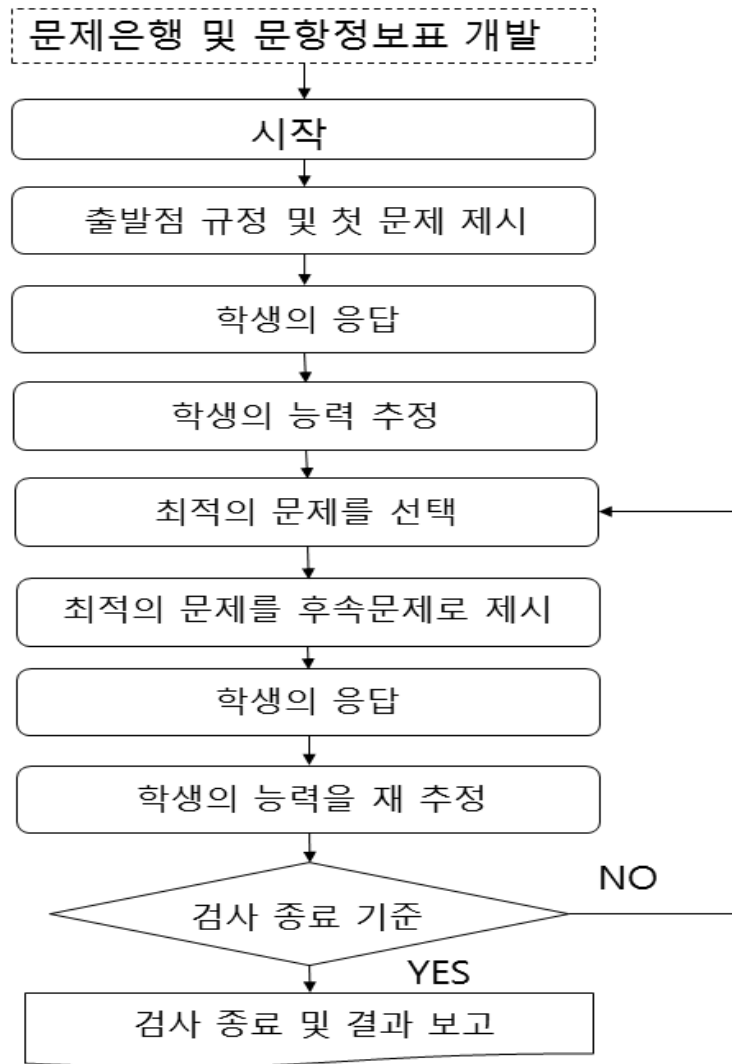 문제은행 및 문항정보표 개발
시작
출발점 규정 및 첫 문제 제시
학생의 응답
학생의 능력 추정
최적의 문제를 선택
최적의 문제를 후속문제로 제시
학생의 응답
학생의 능력을 재 추정
검사 종료 기준
NO
YES
검사 종료 및 결과 보고